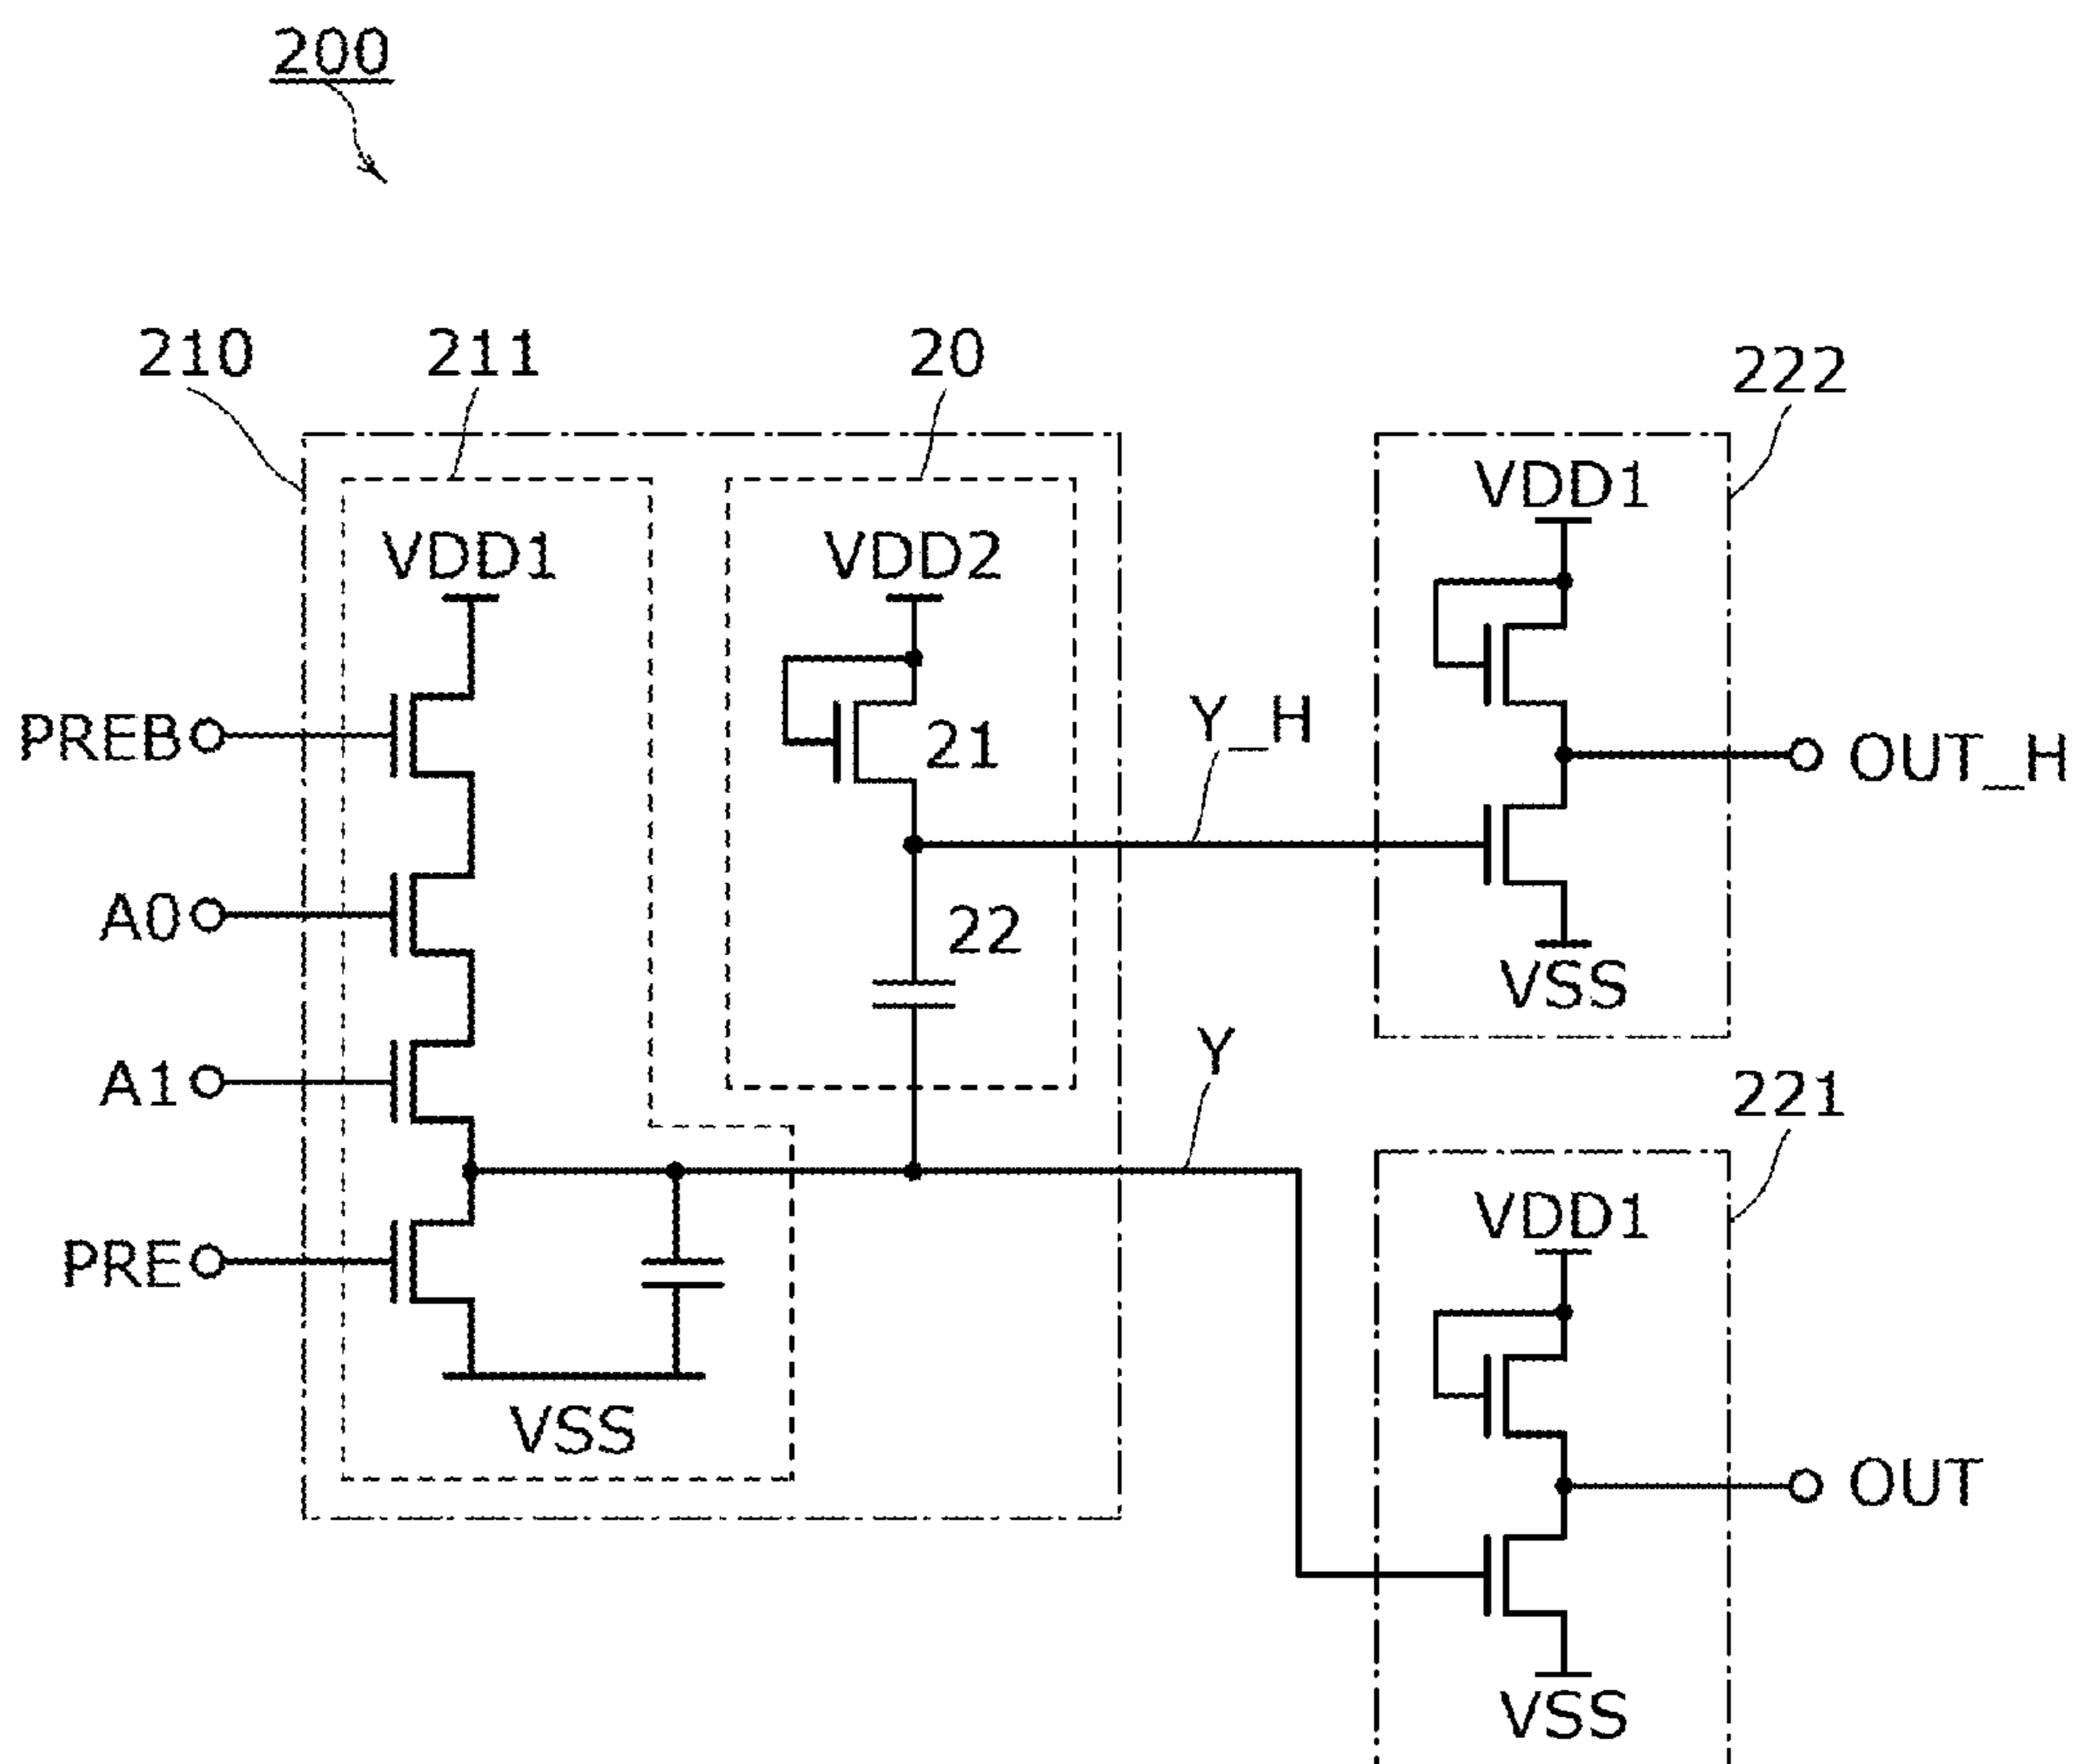 200
210
211
20
222
VDD1
VDD1
VDD2
PREB
21
Y_H
OUT_H
A0
22
VSS
A1
Y
221
PRE
VDD1
VSS
OUT
VSS